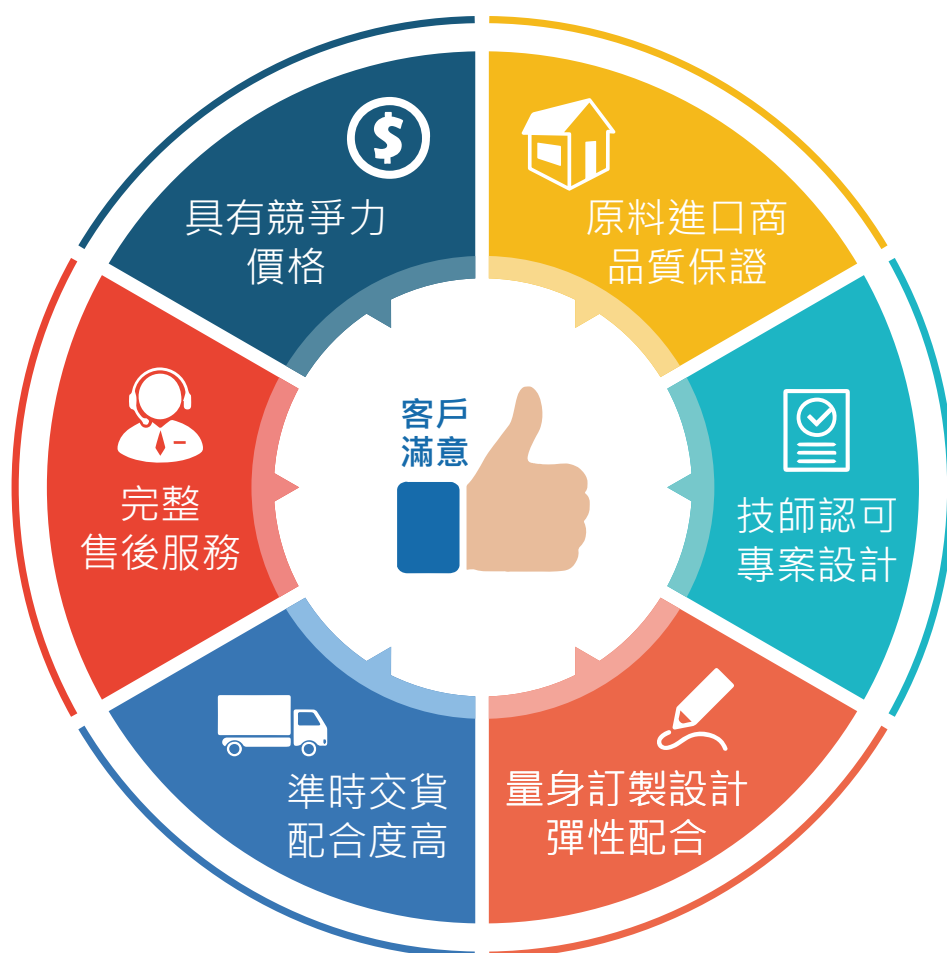 具有競爭力
價格
原料進口商
品質保證
客戶
滿意
完整
售後服務
技師認可
專案設計
準時交貨
配合度高
量身訂製設計
彈性配合